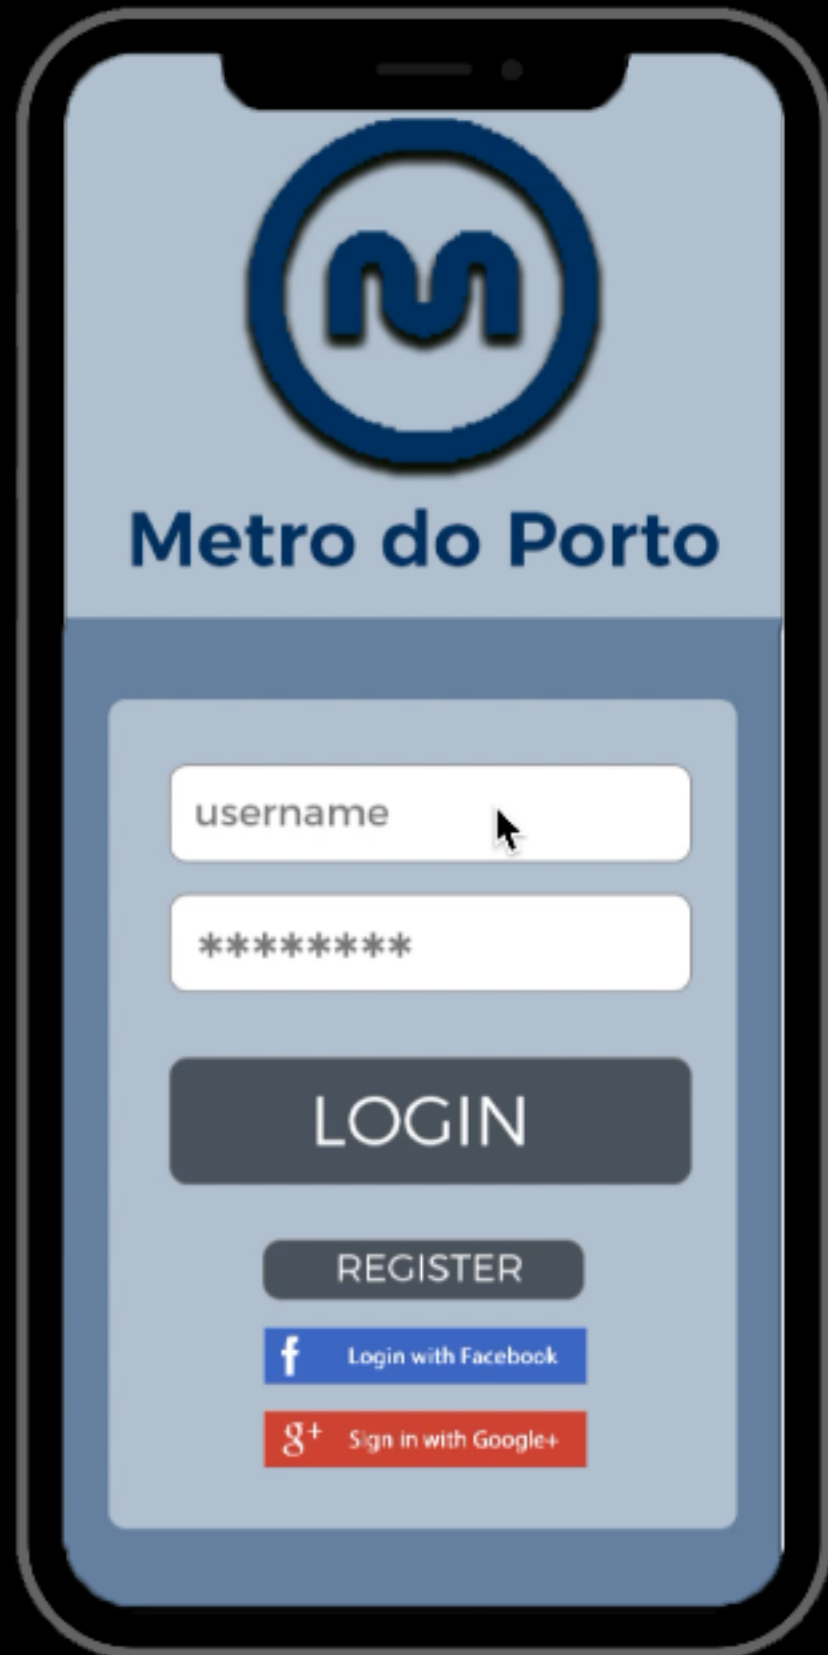 M
Metro do Porto
username
********
LOGIN
REGISTER
f Login with Facebook
g+ Sign in with Google+